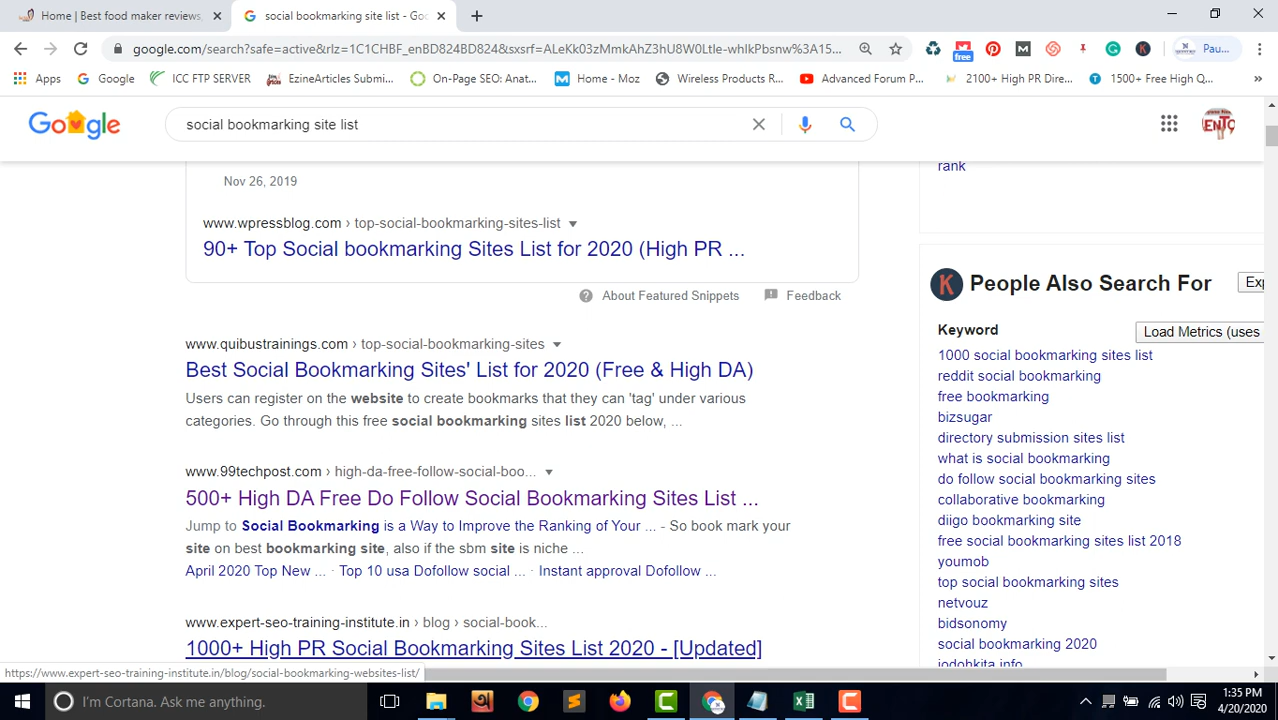 Home | Best food maker reviews,
social bookmarking site list - Goo
google.com/search?safe=active&rlz=1C1CHBF_enBD824BD824&sxsrf=ALeKk03zMmkAhZ3hU8W0LtIe-whIkPbsnw%3A15...
free
Pau...
Apps
Google
ICC FTP SERVER
EzineArticles Submi...
On-Page SEO: Anat...
Home - Moz
Wireless Products R...
Advanced Forum P...
2100+ High PR Dire...
1500+ Free High Q...
Google
social bookmarking site list
Nov 26, 2019
www.wpressblog.com › top-social-bookmarking-sites-list
90+ Top Social bookmarking Sites List for 2020 (High PR ...
About Featured Snippets
Feedback
www.quibustrainings.com › top-social-bookmarking-sites
Best Social Bookmarking Sites' List for 2020 (Free & High DA)
Users can register on the website to create bookmarks that they can 'tag' under various
categories. Go through this free social bookmarking sites list 2020 below, ...
www.99techpost.com › high-da-free-follow-social-boo...
500+ High DA Free Do Follow Social Bookmarking Sites List ...
Jump to Social Bookmarking is a Way to Improve the Ranking of Your ... - So book mark your
site on best bookmarking site, also if the sbm site is niche ...
April 2020 Top New ... · Top 10 usa Dofollow social ... · Instant approval Dofollow ...
www.expert-seo-training-institute.in › blog › social-book...
1000+ High PR Social Bookmarking Sites List 2020 - [Updated]
rank
People Also Search For
Exp
Keyword
Load Metrics (uses
1000 social bookmarking sites list
reddit social bookmarking
free bookmarking
bizsugar
directory submission sites list
what is social bookmarking
do follow social bookmarking sites
collaborative bookmarking
diigo bookmarking site
free social bookmarking sites list 2018
youmob
top social bookmarking sites
netvouz
bidsonomy
social bookmarking 2020
jodohkita info
https://www.expert-seo-training-institute.in/blog/social-bookmarking-websites-list/
I'm Cortana. Ask me anything.
1:35 PM
4/20/2020